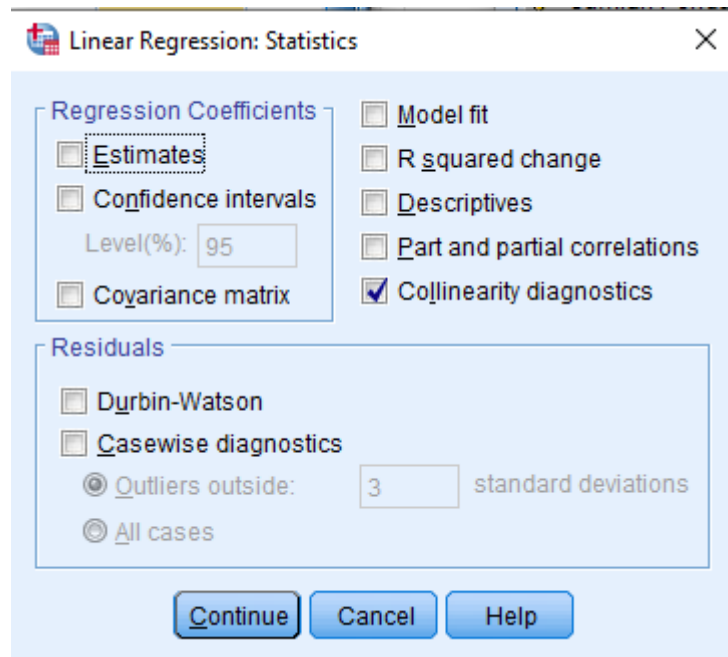 Linear Regression: Statistics
Regression Coefficients
Estimates
Confidence intervals
Level(%): 95
Covariance matrix
Model fit
R squared change
Descriptives
Part and partial correlations
Collinearity diagnostics
Residuals
Durbin-Watson
Casewise diagnostics
Outliers outside: 3 standard deviations
All cases
Continue Cancel Help